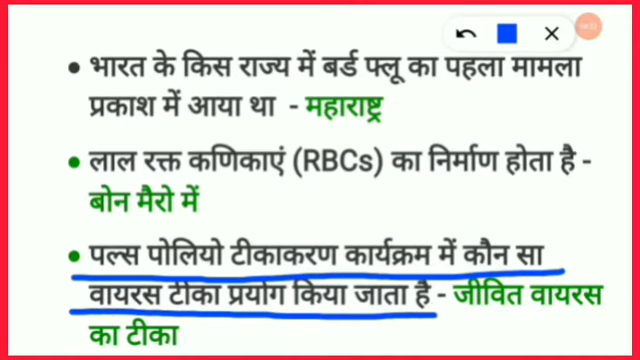 भारत के किस राज्य में बर्ड फ्लू का पहला मामला
प्रकाश में आया था - महाराष्ट्र
लाल रक्त कणिकाएं (RBCs) का निर्माण होता है -
बोन मैरो में
पल्स पोलियो टीकाकरण कार्यक्रम में कौन सा
वायरस टीका प्रयोग किया जाता है - जीवित वायरस
का टीका